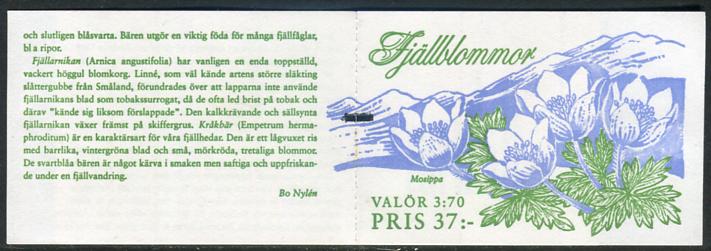 och slutligen blåsvarta. Bären utgör en viktig föda för många fjällfåglar,
bl a ripor.
Fjällarnikan (Arnica angustifolia) har vanligen en enda toppställd,
vackert höggul blomkorg. Linné, som väl kände artens större släkting
slåttergubbe från Småland, förundrades över att lapparna inte använde
fjällarnikans blad som tobakssurrogat, då de ofta led brist på tobak och
därav "kände sig liksom förslappade". Den kalkkrävande och sällsynta
fjällarnikan växer främst på skiffergrus. Kråkbär (Empetrum herma-
phroditum) är en karaktärsart för våra fjällhedar. Den är ett lågvuxet ris
med barrlika, vintergröna blad och små, mörkröda, tretaliga blommor.
De svartblåa bären är något kärva i smaken men saftiga och uppfriskan-
de under en fjällvandring.
Bo Nylén
Fjällblommor
Mosippa
VALÖR 3:70
PRIS 37:-